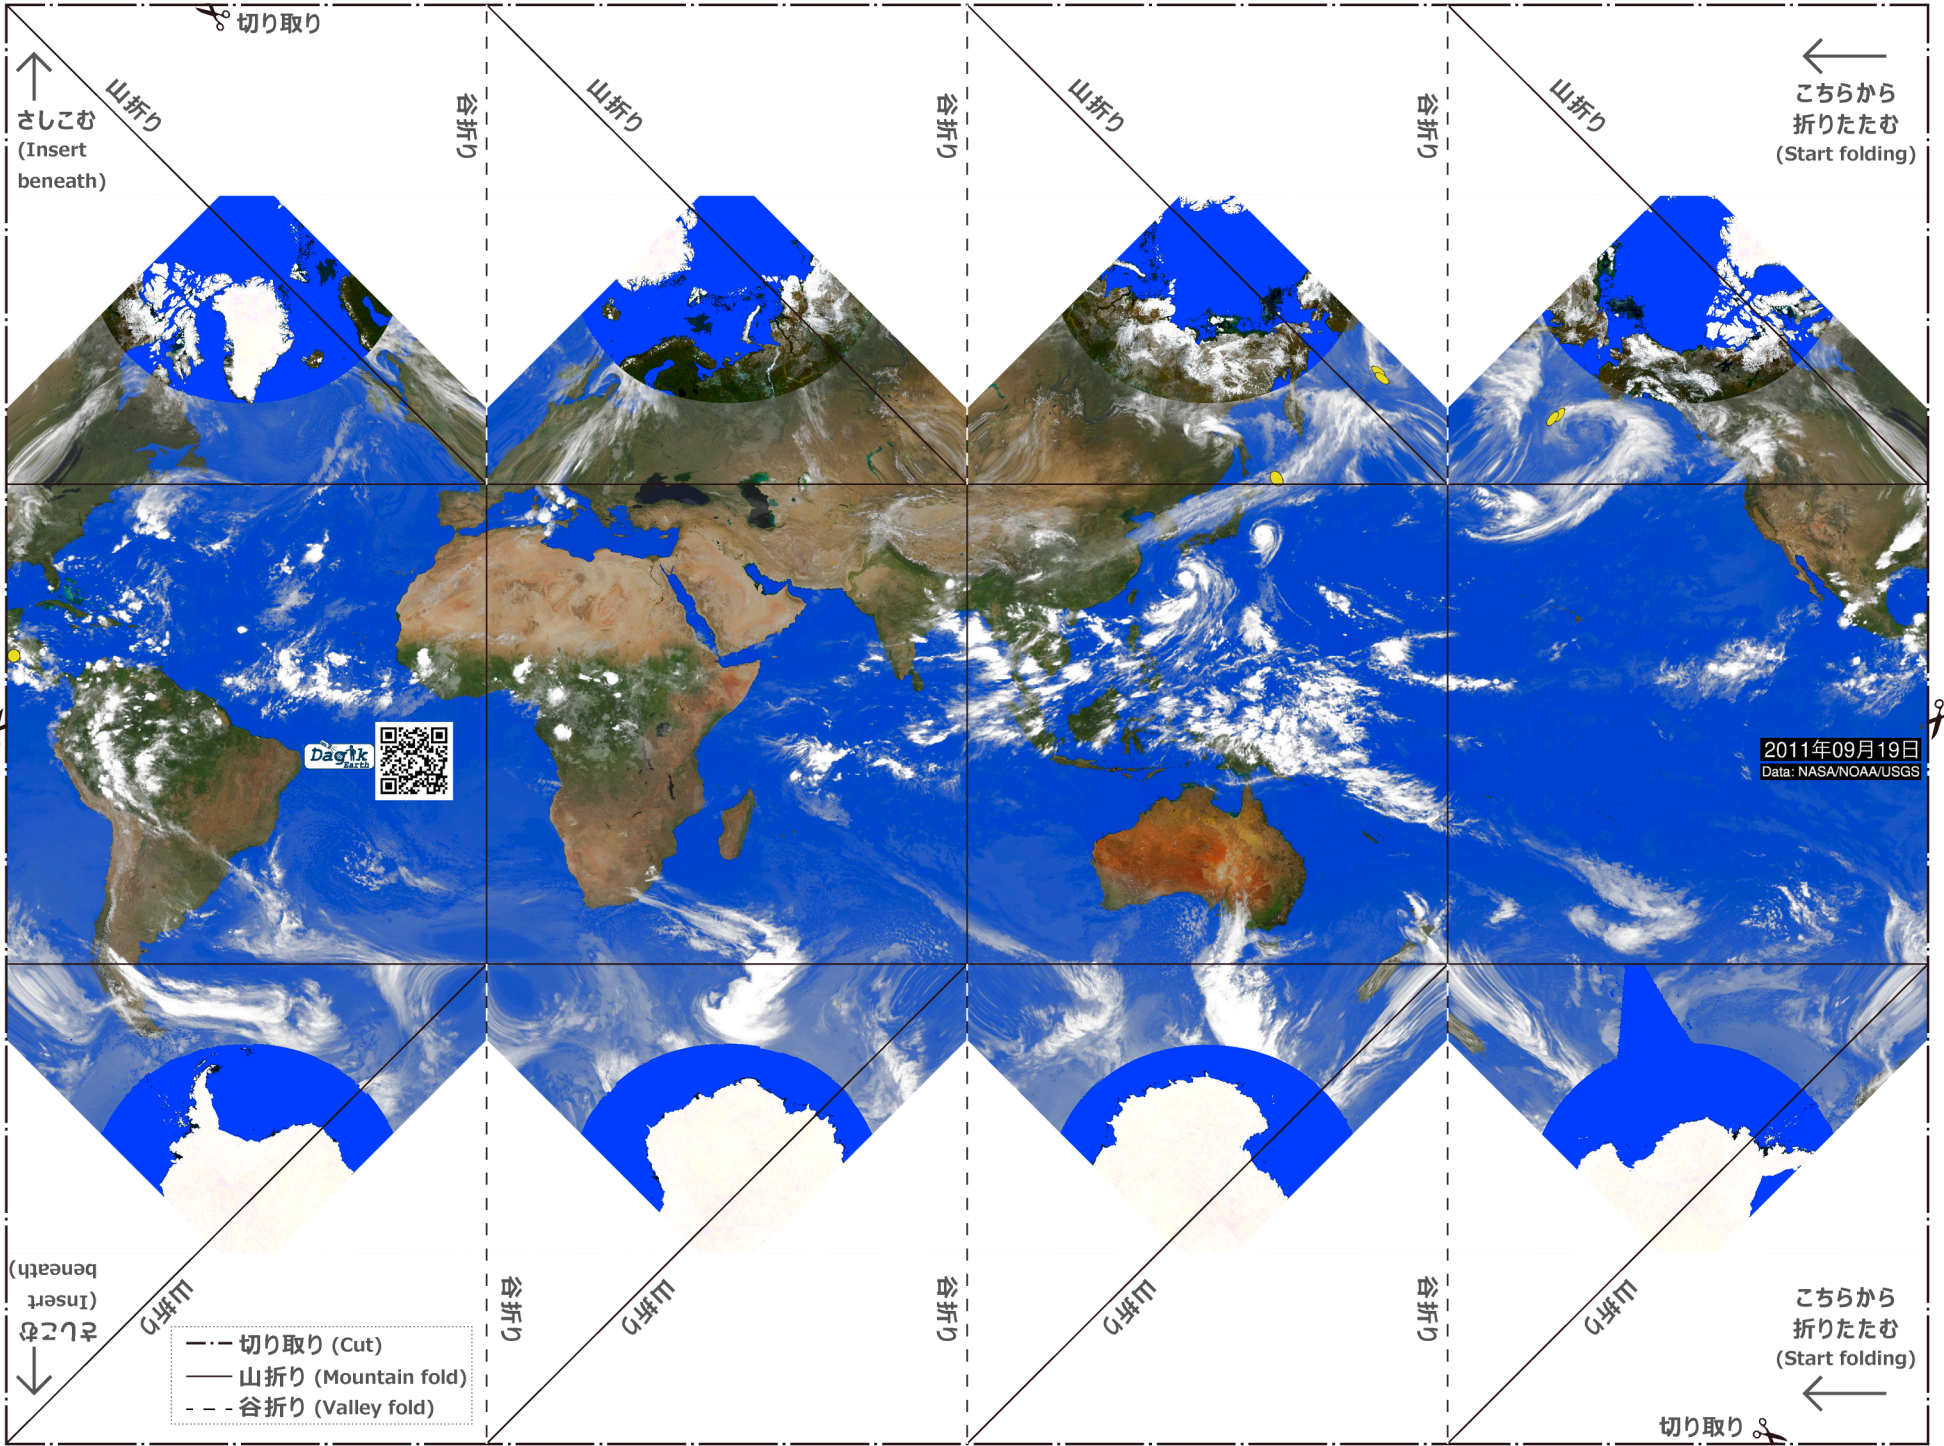 切り取り
山折り
谷折り
山折り
谷折り
山折り
谷折り
山折り
さしこむ
(Insert
beneath)
こちらから
折りたたむ
(Start folding)
Dagik
Earth
2011年09月19日
Data: NASA/NOAA/USGS
さしこむ
(Insert
beneath)
山折り
谷折り
山折り
谷折り
山折り
谷折り
山折り
こちらから
折りたたむ
(Start folding)
切り取り (Cut)
山折り (Mountain fold)
谷折り (Valley fold)
切り取り